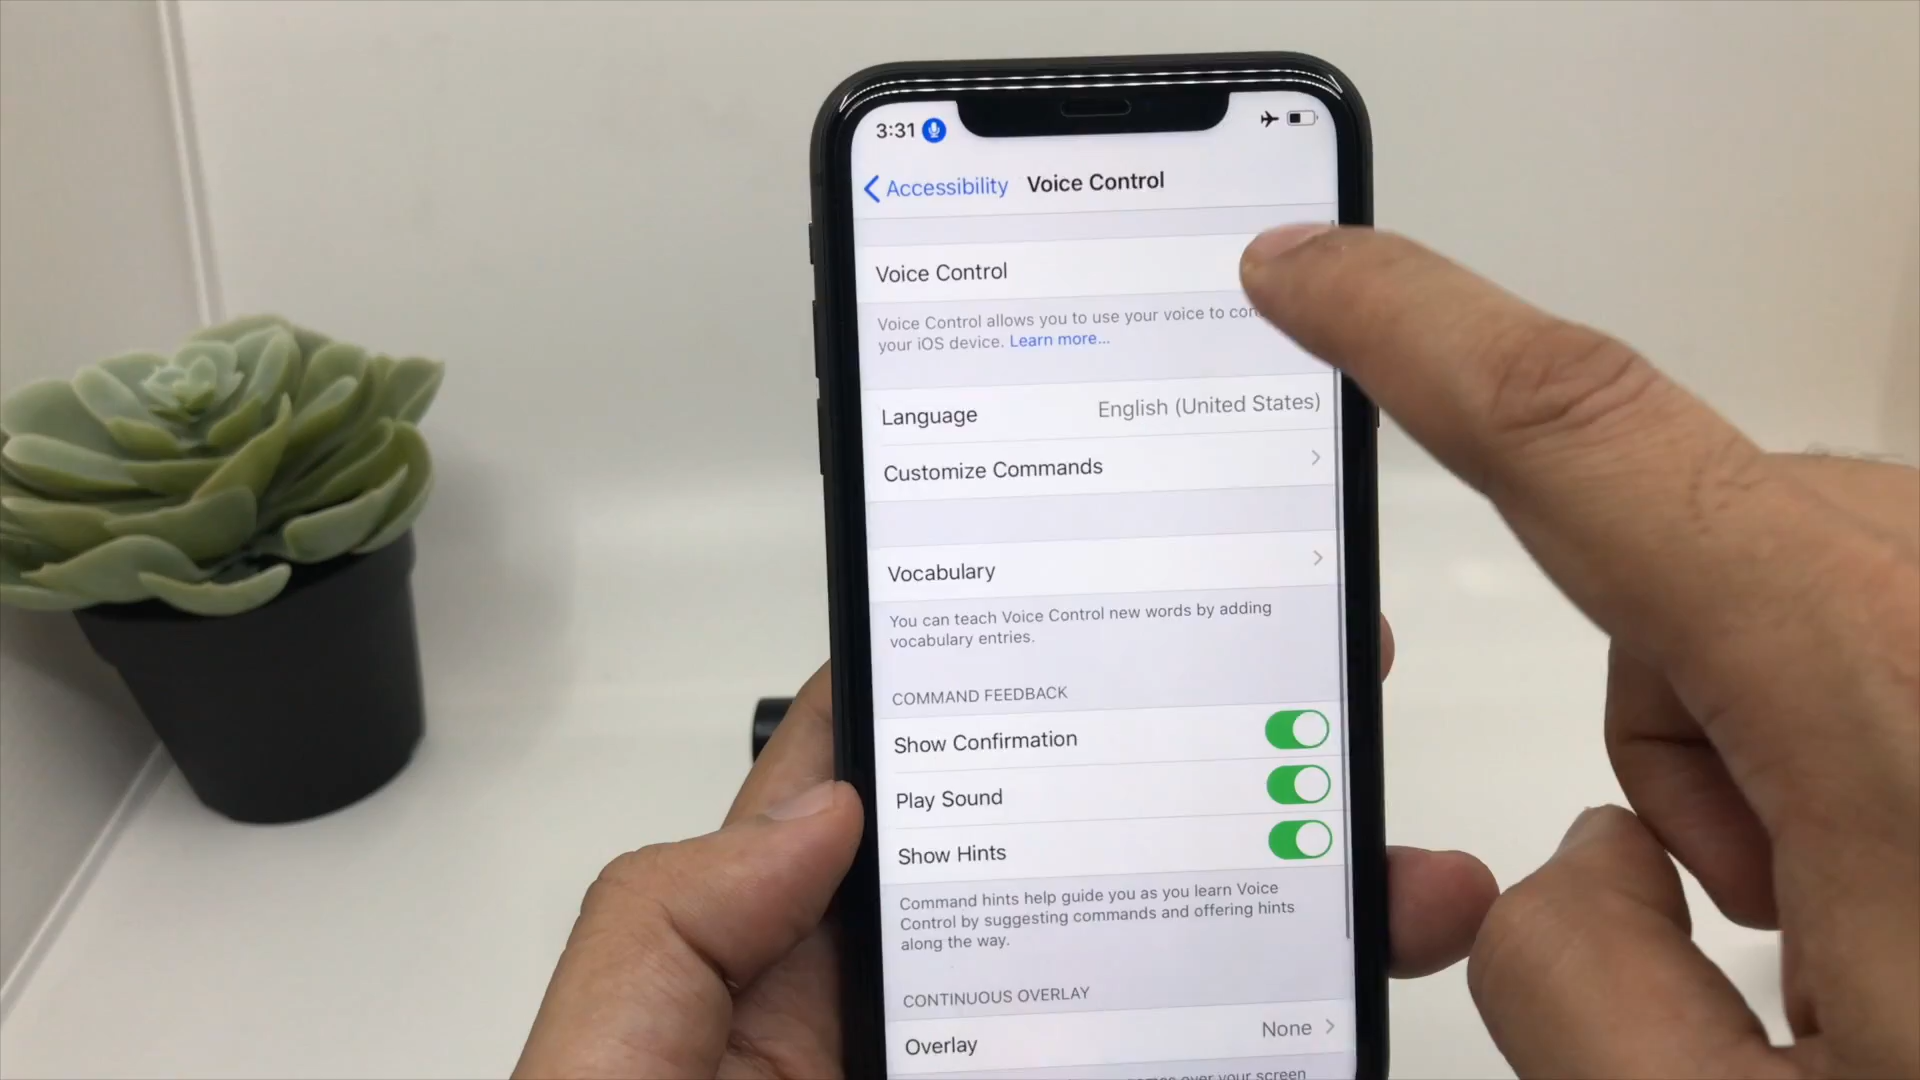 3:31
Accessibility Voice Control
Voice Control
Voice Control allows you to use your voice to
your iOS device. Learn more...
Language English (United States)
Customize Commands
Vocabulary
You can teach Voice Control new words by adding
vocabulary entries.
COMMAND FEEDBACK
Show Confirmation
Play Sound
Show Hints
Command hints help guide you as you learn Voice
Control by suggesting commands and offering hints
along the way.
CONTINUOUS OVERLAY
Overlay None
over your screen